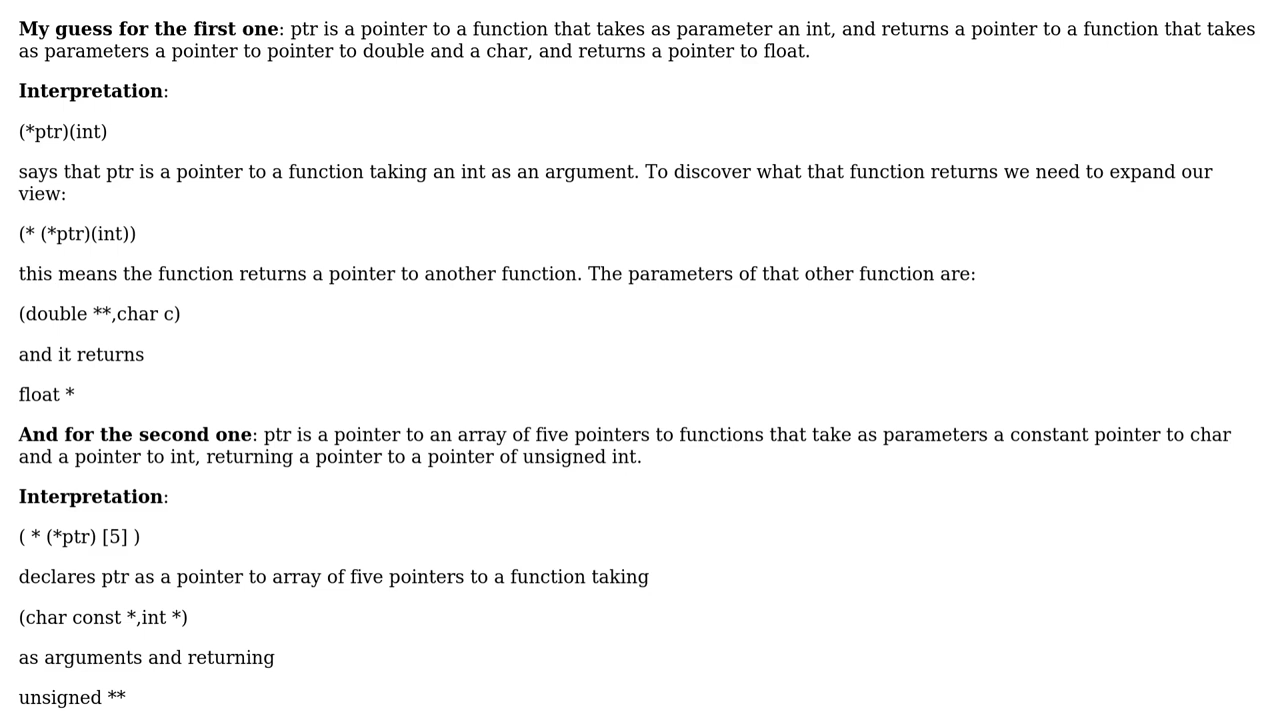 My guess for the first one: ptr is a pointer to a function that takes as parameter an int, and returns a pointer to a function that takes
as parameters a pointer to pointer to double and a char, and returns a pointer to float.
Interpretation:
(*ptr)(int)
says that ptr is a pointer to a function taking an int as an argument. To discover what that function returns we need to expand our
view:
(* (*ptr)(int))
this means the function returns a pointer to another function. The parameters of that other function are:
(double **,char c)
and it returns
float *
And for the second one: ptr is a pointer to an array of five pointers to functions that take as parameters a constant pointer to char
and a pointer to int, returning a pointer to a pointer of unsigned int.
Interpretation:
( * (*ptr) [5] )
declares ptr as a pointer to array of five pointers to a function taking
(char const *,int *)
as arguments and returning
unsigned **